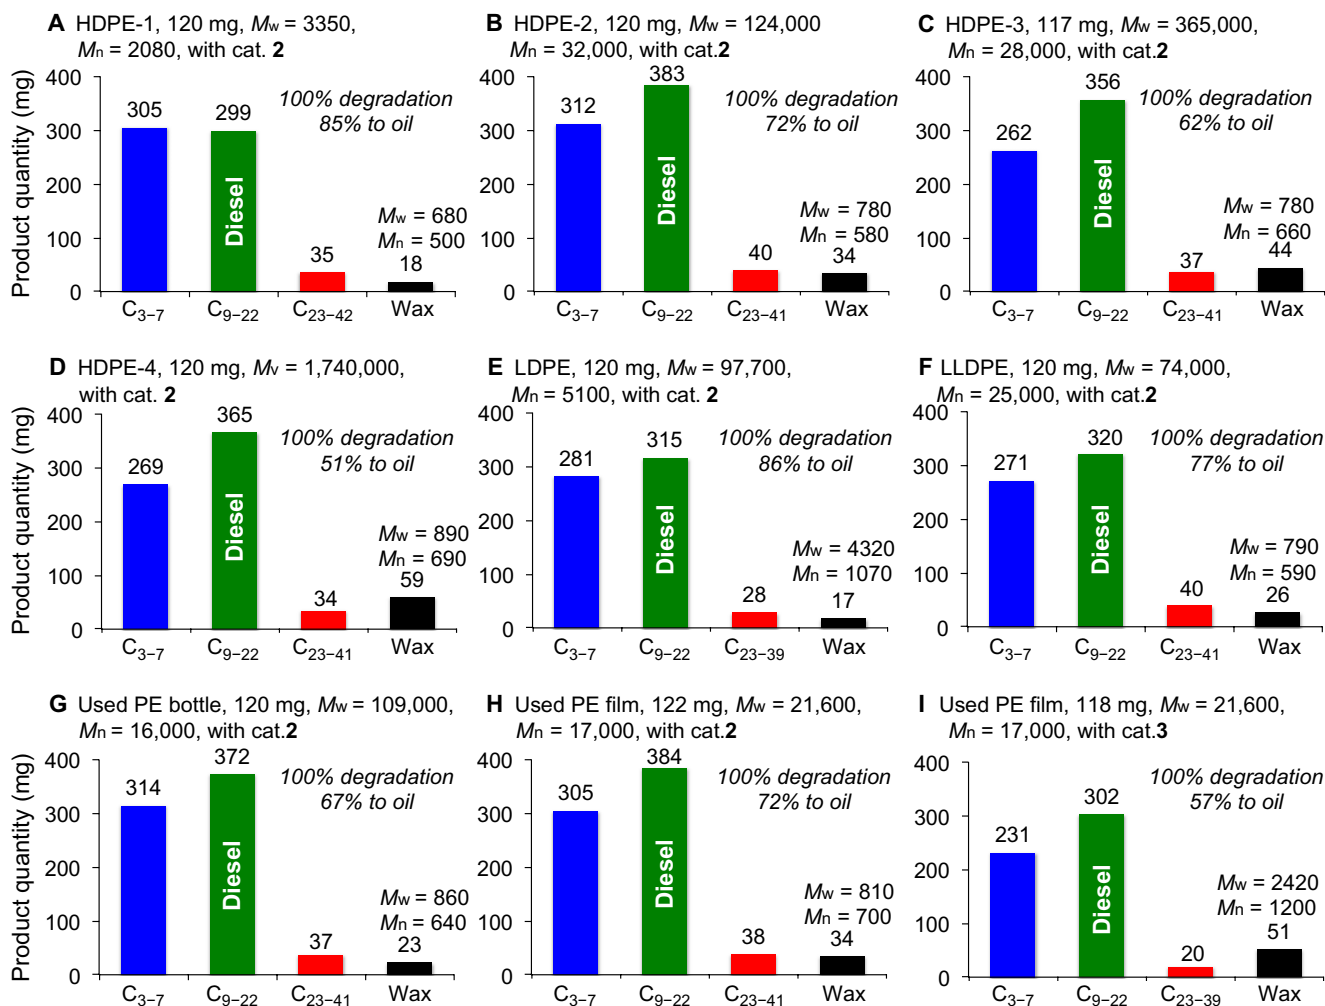 A HDPE-1, 120 mg, Mw = 3350,
Mn = 2080, with cat. 2
Product quantity (mg)
400
300
200
100
0
305
299
35
18
Diesel
100% degradation
85% to oil
Mw = 680
Mn = 500
C3–7
C9–22
C23–42
Wax
B HDPE-2, 120 mg, Mw = 124,000
Mn = 32,000, with cat.2
400
300
200
100
0
312
383
40
34
Diesel
100% degradation
72% to oil
Mw = 780
Mn = 580
C3–7
C9–22
C23–41
Wax
C HDPE-3, 117 mg, Mw = 365,000
Mn = 28,000, with cat.2
400
300
200
100
0
262
356
37
44
Diesel
100% degradation
62% to oil
Mw = 780
Mn = 660
C3–7
C9–22
C23–41
Wax
D HDPE-4, 120 mg, Mv = 1,740,000,
with cat. 2
Product quantity (mg)
400
300
200
100
0
269
365
34
59
Diesel
100% degradation
51% to oil
Mw = 890
Mn = 690
C3–7
C9–22
C23–41
Wax
E LDPE, 120 mg, Mw = 97,700,
Mn = 5100, with cat. 2
400
300
200
100
0
281
315
28
17
Diesel
100% degradation
86% to oil
Mw = 4320
Mn = 1070
C3–7
C9–22
C23–39
Wax
F LLDPE, 120 mg, Mw = 74,000,
Mn = 25,000, with cat.2
400
300
200
100
0
271
320
40
26
Diesel
100% degradation
77% to oil
Mw = 790
Mn = 590
C3–7
C9–22
C23–41
Wax
G Used PE bottle, 120 mg, Mw = 109,000,
Mn = 16,000, with cat.2
Product quantity (mg)
400
300
200
100
0
314
372
37
23
Diesel
100% degradation
67% to oil
Mw = 860
Mn = 640
C3–7
C9–22
C23–41
Wax
H Used PE film, 122 mg, Mw = 21,600,
Mn = 17,000, with cat.2
400
300
200
100
0
305
384
38
34
Diesel
100% degradation
72% to oil
Mw = 810
Mn = 700
C3–7
C9–22
C23–41
Wax
I Used PE film, 118 mg, Mw = 21,600,
Mn = 17,000, with cat.3
400
300
200
100
0
231
302
20
51
Diesel
100% degradation
57% to oil
Mw = 2420
Mn = 1200
C3–7
C9–22
C23–39
Wax